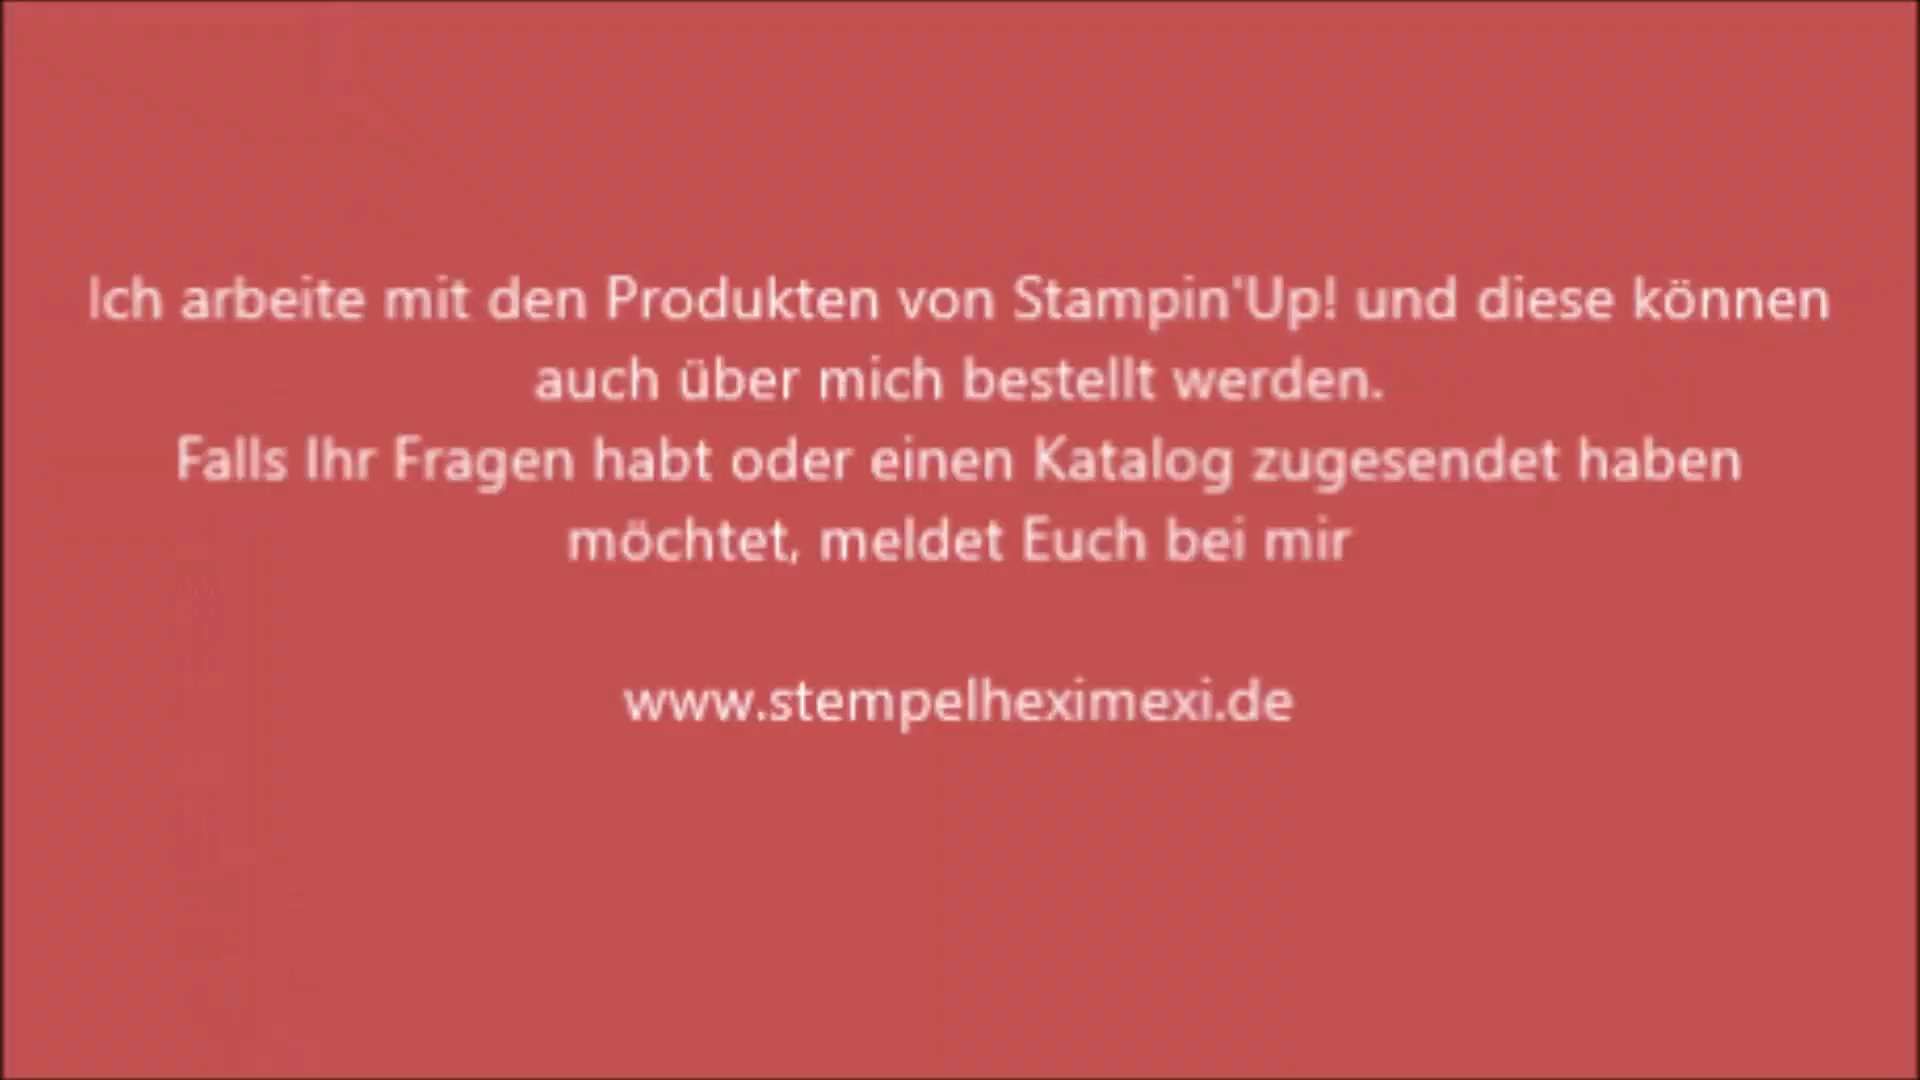 Ich arbeite mit den Produkten von Stampin'Up! und diese können
auch über mich bestellt werden.
Falls Ihr Fragen habt oder einen Katalog zugesendet haben
möchtet, meldet Euch bei mir
www.stempelheximexi.de